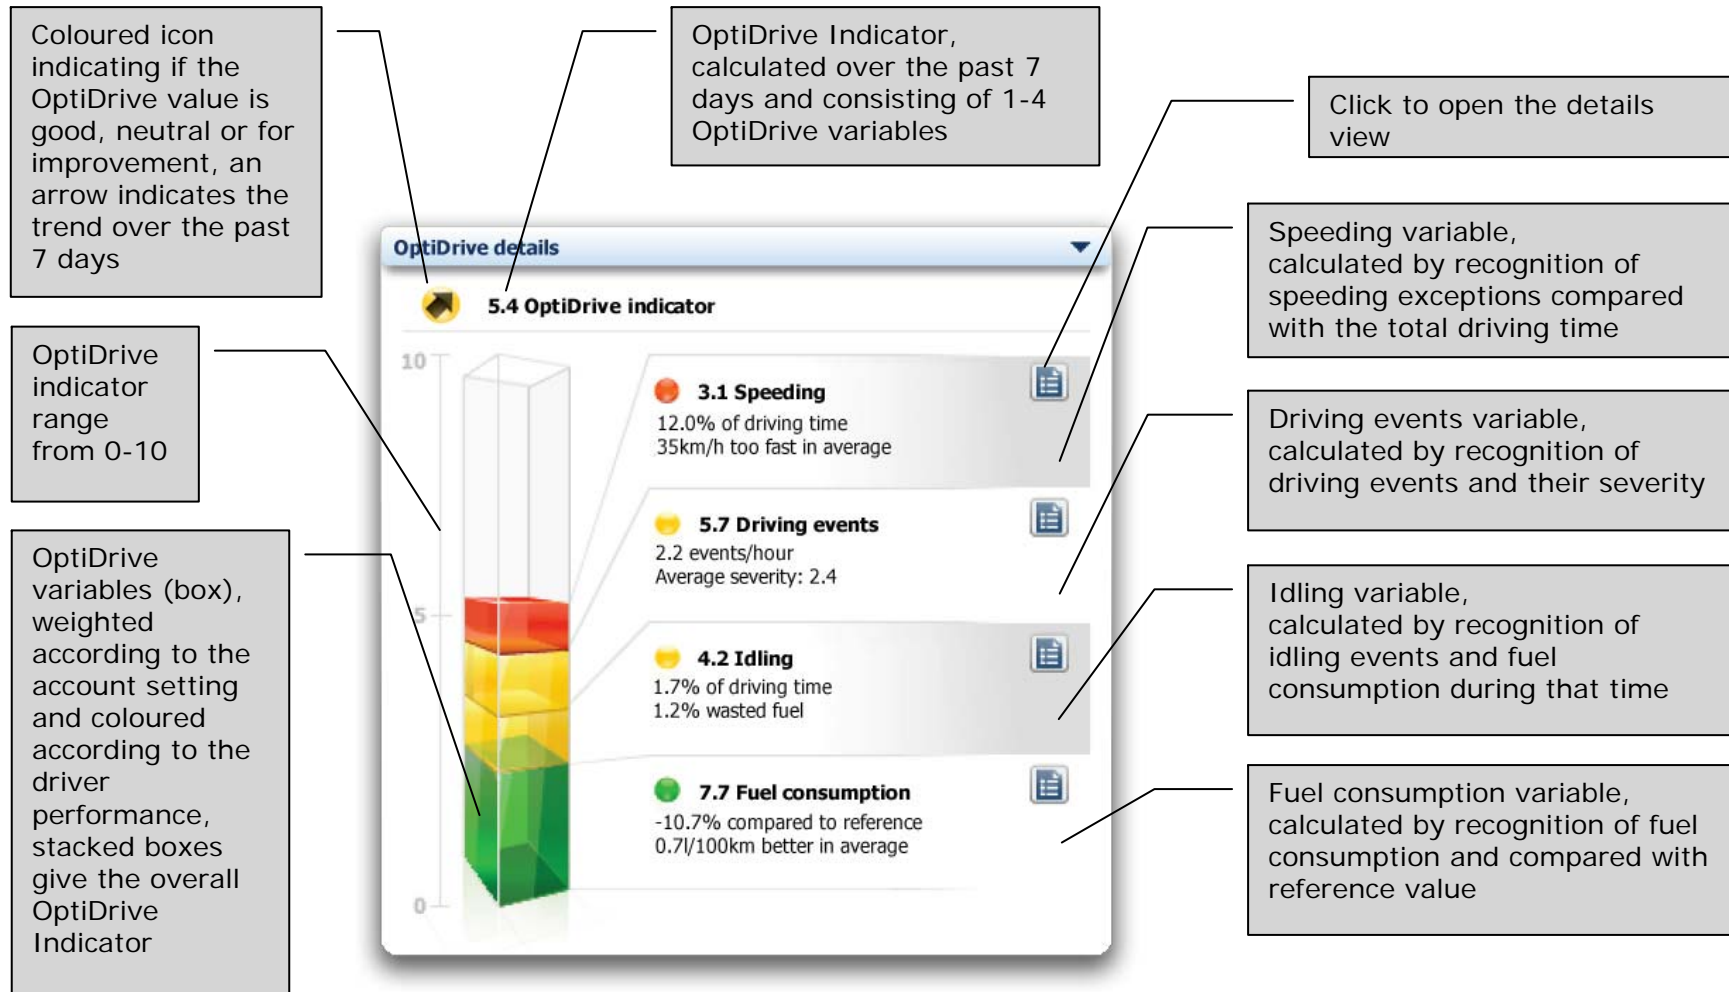 Coloured icon
indicating if the
OptiDrive value is
good, neutral or for
improvement, an
arrow indicates the
trend over the past
7 days
OptiDrive Indicator,
calculated over the past 7
days and consisting of 1-4
OptiDrive variables
Click to open the details
view
Speeding variable,
calculated by recognition of
speeding exceptions compared
with the total driving time
OptiDrive
indicator
range
from 0-10
Driving events variable,
calculated by recognition of
driving events and their severity
OptiDrive
variables (box),
weighted
according to the
account setting
and coloured
according to the
driver
performance,
stacked boxes
give the overall
OptiDrive
Indicator
Idling variable,
calculated by recognition of
idling events and fuel
consumption during that time
Fuel consumption variable,
calculated by recognition of fuel
consumption and compared with
reference value
OptiDrive details
5.4 OptiDrive indicator
10
5
0
3.1 Speeding
12.0% of driving time
35km/h too fast in average
5.7 Driving events
2.2 events/hour
Average severity: 2.4
4.2 Idling
1.7% of driving time
1.2% wasted fuel
7.7 Fuel consumption
-10.7% compared to reference
0.7l/100km better in average